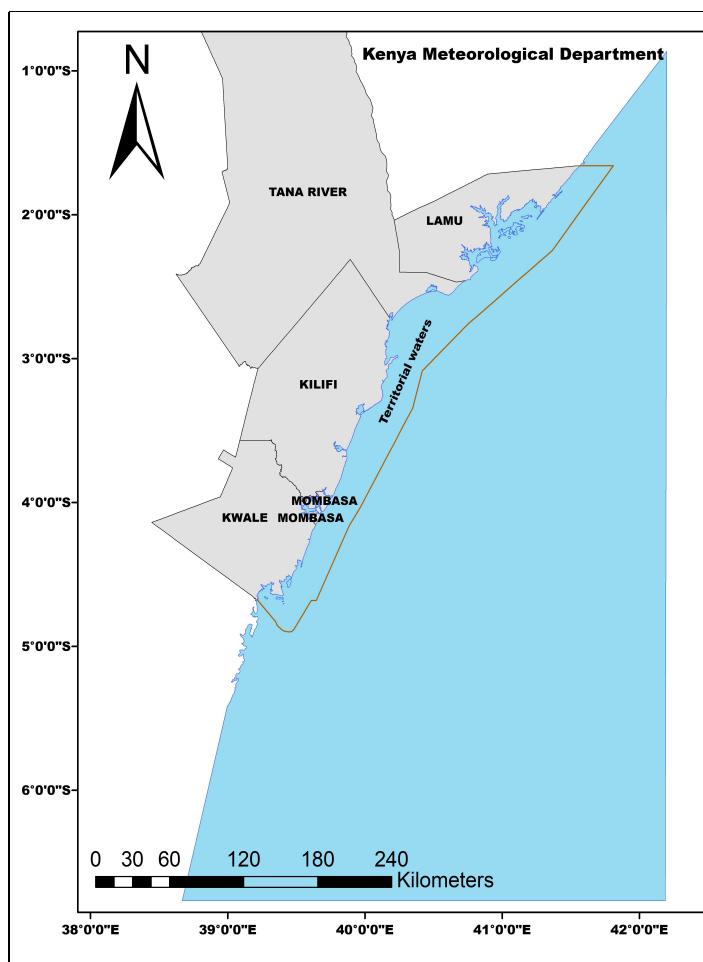 Kenya Meteorological Department
N
1°0'0"S
2°0'0"S
3°0'0"S
4°0'0"S
5°0'0"S
6°0'0"S
TANA RIVER
LAMU
Territorial waters
KILIFI
MOMBASA
KWALE MOMBASA
0 30 60 120 180 240
Kilometers
38°0'0"E 39°0'0"E 40°0'0"E 41°0'0"E 42°0'0"E